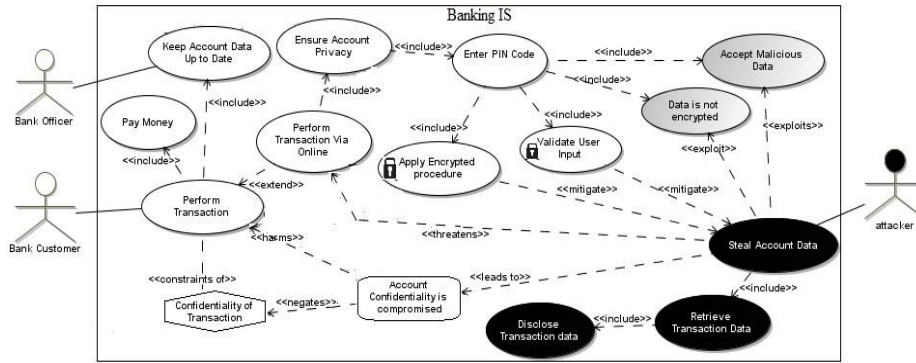 Banking IS
Keep Account Data
Up to Date
Ensure Account
Privacy
<<include>>
Enter PIN Code
<<include>>
Accept Malicious
Data
Bank Officer
<<include>>
<<include>>
<<include>>
Data is not
encrypted
Pay Money
Perform
Transaction Via
Online
<<include>>
<<include>>
Validate User
Input
<<exploit>>
<<exploits>>
<<include>>
<<extend>>
Apply Encrypted
procedure
<<mitigate>>
<<mitigate>>
Perform
Transaction
Bank Customer
<<harms>>
<<threatens>>
Steal Account Data
attacker
<<constraints of>>
<<leads to>>
<<include>>
Confidentiality of
Transaction
<<negates>>
Account
Confidentiality is
compromised
Disclose
Transaction data
<<include>>
Retrieve
Transaction Data